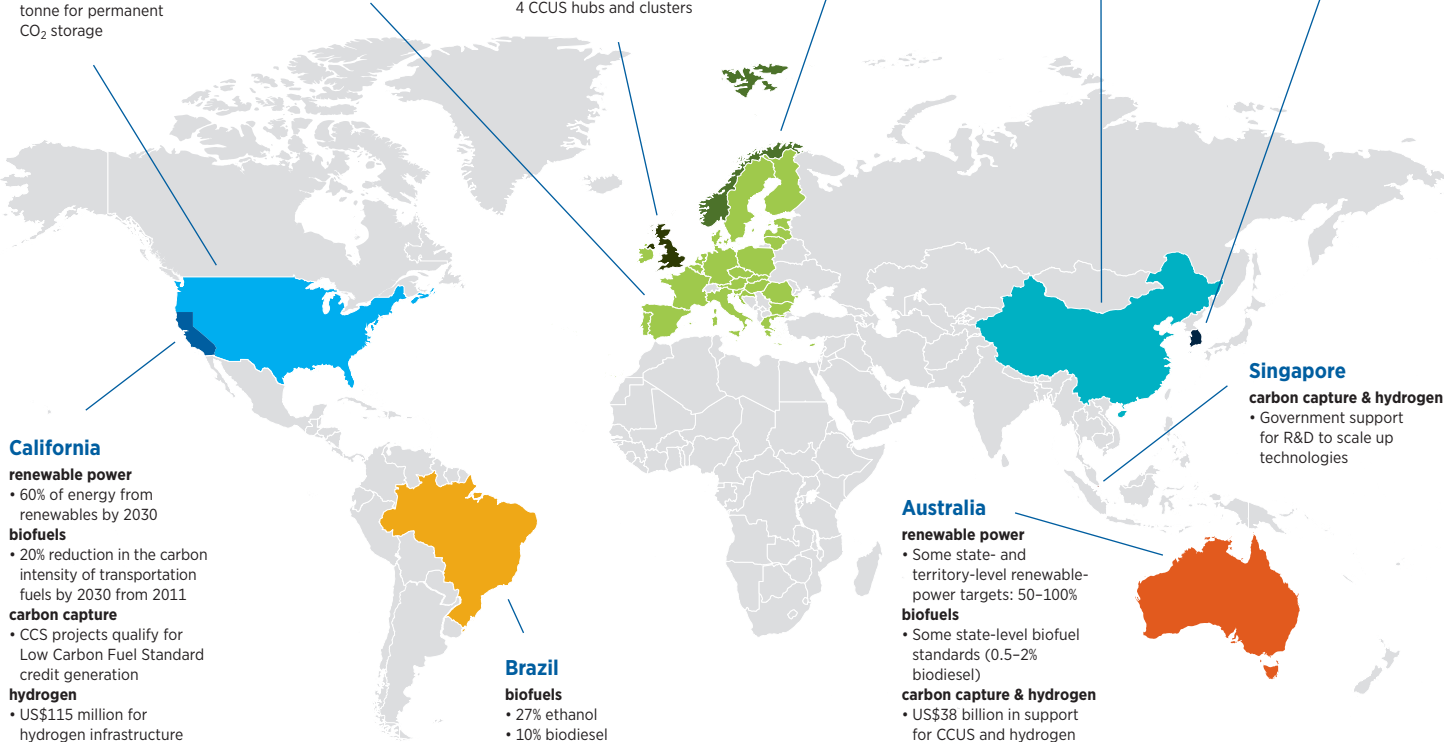 tonne for permanent
CO₂ storage
4 CCUS hubs and clusters
California
renewable power
• 60% of energy from
renewables by 2030
biofuels
• 20% reduction in the carbon
intensity of transportation
fuels by 2030 from 2011
carbon capture
• CCS projects qualify for
Low Carbon Fuel Standard
credit generation
hydrogen
• US$115 million for
hydrogen infrastructure
Brazil
biofuels
• 27% ethanol
• 10% biodiesel
Australia
renewable power
• Some state- and
territory-level renewable-
power targets: 50–100%
biofuels
• Some state-level biofuel
standards (0.5–2%
biodiesel)
carbon capture & hydrogen
• US$38 billion in support
for CCUS and hydrogen
Singapore
carbon capture & hydrogen
• Government support
for R&D to scale up
technologies